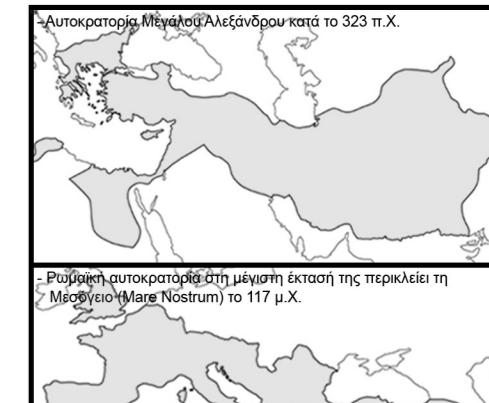 - Αυτοκρατορία Μεγάλου Αλεξάνδρου κατά το 323 π.Χ.
- Ρωμαϊκή αυτοκρατορία στη μέγιστη έκτασή της περικλείει τη
Μεσόγειο (Mare Nostrum) το 117 μ.Χ.